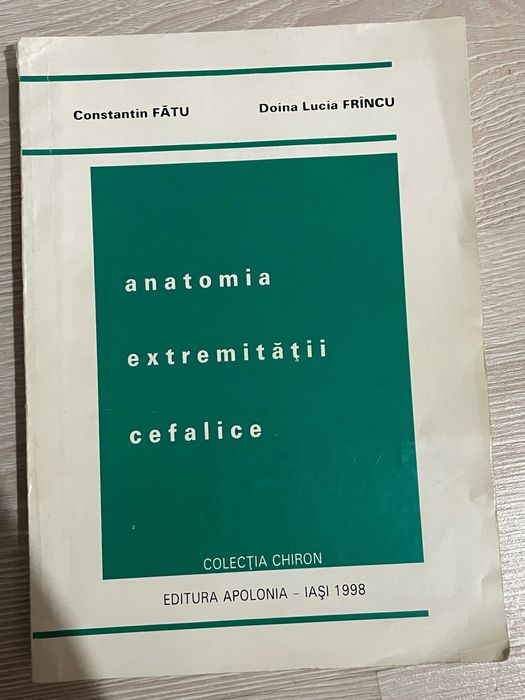 Constantin FĂTU Doina Lucia FRÎNCU
anatomia
extremităţii
cefalice
COLECŢIA CHIRON
EDITURA APOLONIA - IAŞI 1998